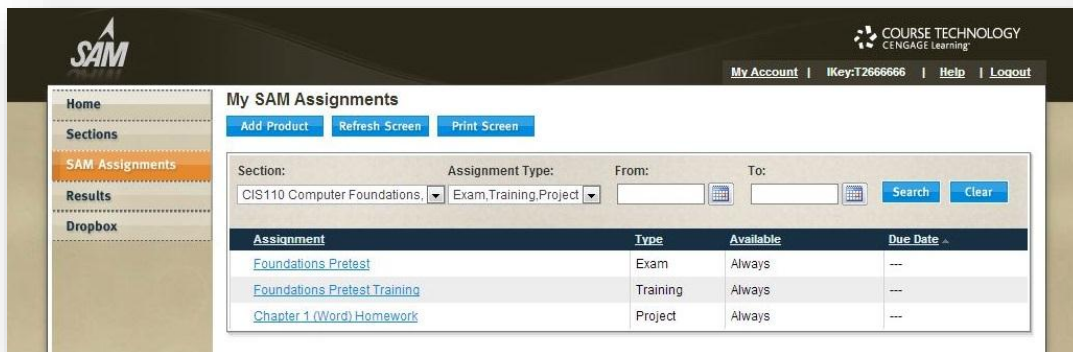 SAM
COURSE TECHNOLOGY
CENGAGE Learning·
My Account | IKey:T2666666 | Help | Logout
Home
Sections
SAM Assignments
Results
Dropbox
My SAM Assignments
Add Product Refresh Screen Print Screen
Section: Assignment Type: From: To:
CIS110 Computer Foundations, Exam,Training,Project Search Clear
Assignment Type Available Due Date
Foundations Pretest Exam Always ---
Foundations Pretest Training Training Always ---
Chapter 1 (Word) Homework Project Always ---